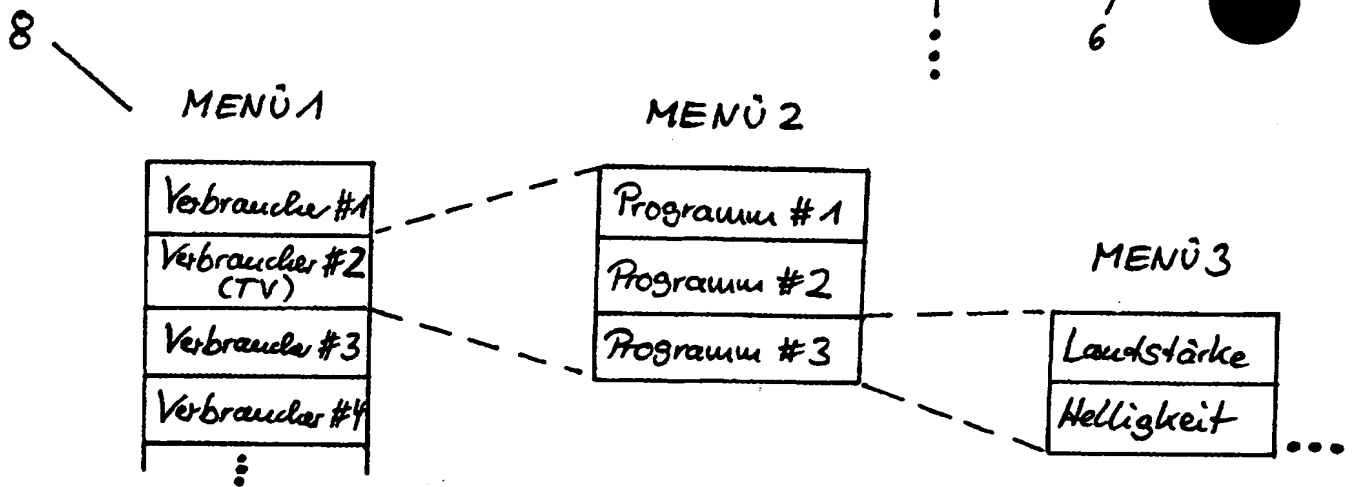 8
6
MENÜ 1
MENÜ 2
Verbraucher #1
Verbraucher #2
(TV)
Verbraucher #3
Verbraucher #4
Programm #1
Programm #2
Programm #3
MENÜ 3
Lautstärke
Helligkeit